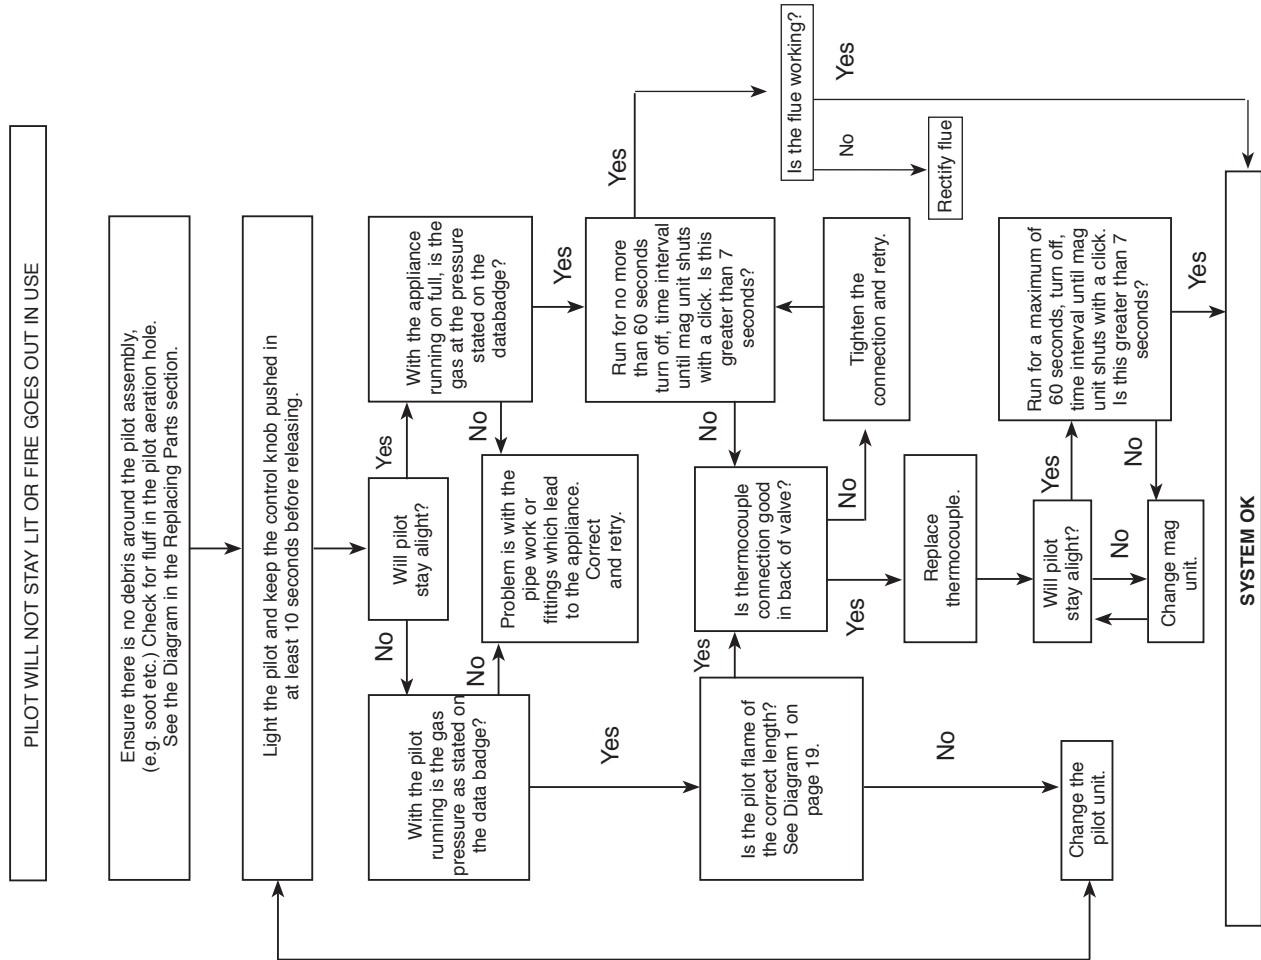 PILOT WILL NOT STAY LIT OR FIRE GOES OUT IN USE
Ensure there is no debris around the pilot assembly,
(e.g. soot etc.) Check for fluff in the pilot aeration hole.
See the Diagram in the Replacing Parts section.
Light the pilot and keep the control knob pushed in
at least 10 seconds before releasing.
Will pilot
stay alight?
No
Yes
With the pilot
running is the gas
pressure as stated on
the data badge?
No
Yes
Problem is with the
pipe work or
fittings which lead
to the appliance.
Correct
and retry.
With the appliance
running on full, is the
gas at the pressure
stated on the
databadge?
No
Yes
Is the pilot flame of
the correct length?
See Diagram 1 on
page 19.
Yes
No
Is thermocouple
connection good
in back of valve?
Yes
No
Run for no more
than 60 seconds
turn off, time interval
until mag unit shuts
with a click. Is this
greater than 7
seconds?
No
Yes
Is the flue working?
No
Yes
Rectify flue
Tighten the
connection and retry.
Replace
thermocouple.
Will pilot
stay alight?
Yes
No
Change mag
unit.
Run for a maximum of
60 seconds, turn off,
time interval until mag
unit shuts with a click.
Is this greater than 7
seconds?
No
Yes
Change the
pilot unit.
SYSTEM OK